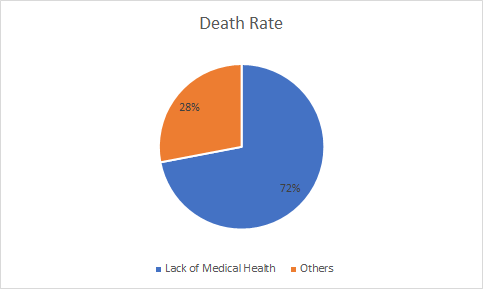 Death Rate
28%
72%
Lack of Medical Health
Others